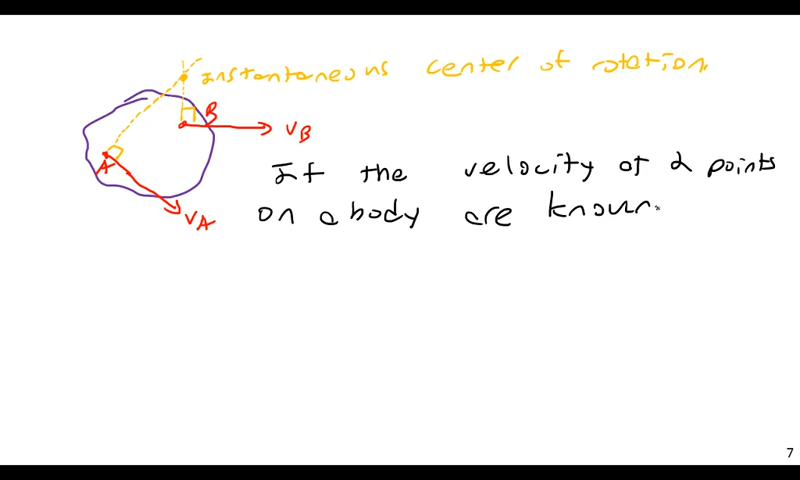 Instantaneous center of rotation
B
VB
A
VA
If the velocity of 2 points
on a body are known.
7